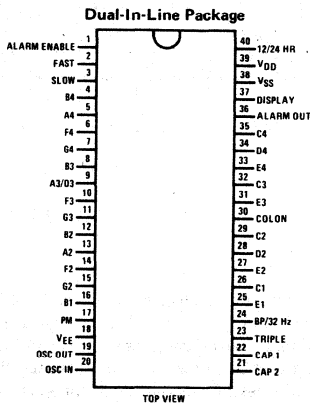 Dual-In-Line Package
1 ALARM ENABLE
2 FAST
3 SLOW
4 B4
5 A4
6 F4
7 G4
8 B3
9 A3/D3
10 F3
11 G3
12 B2
13 A2
14 F2
15 G2
16 B1
17 PM
18 VEE
19 OSC OUT
20 OSC IN
40 12/24 HR
39 VDD
38 VSS
37 DISPLAY
36 ALARM OUT
35 C4
34 D4
33 E4
32 C3
31 E3
30 COLON
29 C2
28 D2
27 E2
26 C1
25 E1
24 BP/32 Hz
23 TRIPLE
22 CAP 1
21 CAP 2
TOP VIEW